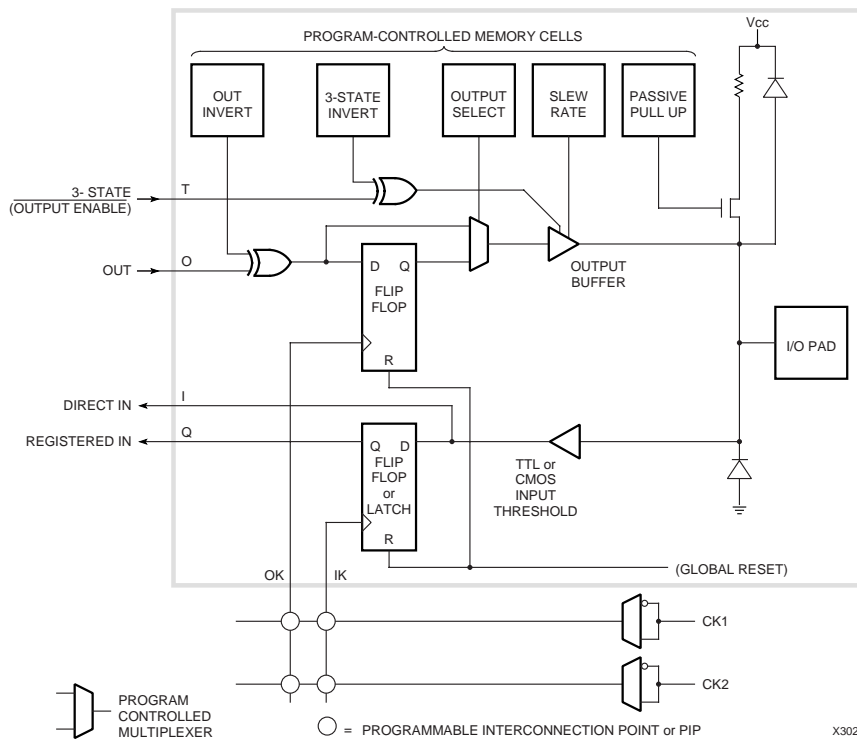 Vcc
PROGRAM-CONTROLLED MEMORY CELLS
OUT
INVERT
3-STATE
INVERT
OUTPUT
SELECT
SLEW
RATE
PASSIVE
PULL UP
3- STATE
(OUTPUT ENABLE)
T
OUT
O
D Q
FLIP
FLOP
R
OUTPUT
BUFFER
I/O PAD
DIRECT IN
I
REGISTERED IN
Q
Q D
FLIP
FLOP
or
LATCH
R
TTL or
CMOS
INPUT
THRESHOLD
OK
IK
(GLOBAL RESET)
CK1
CK2
PROGRAM
CONTROLLED
MULTIPLEXER
= PROGRAMMABLE INTERCONNECTION POINT or PIP
X302